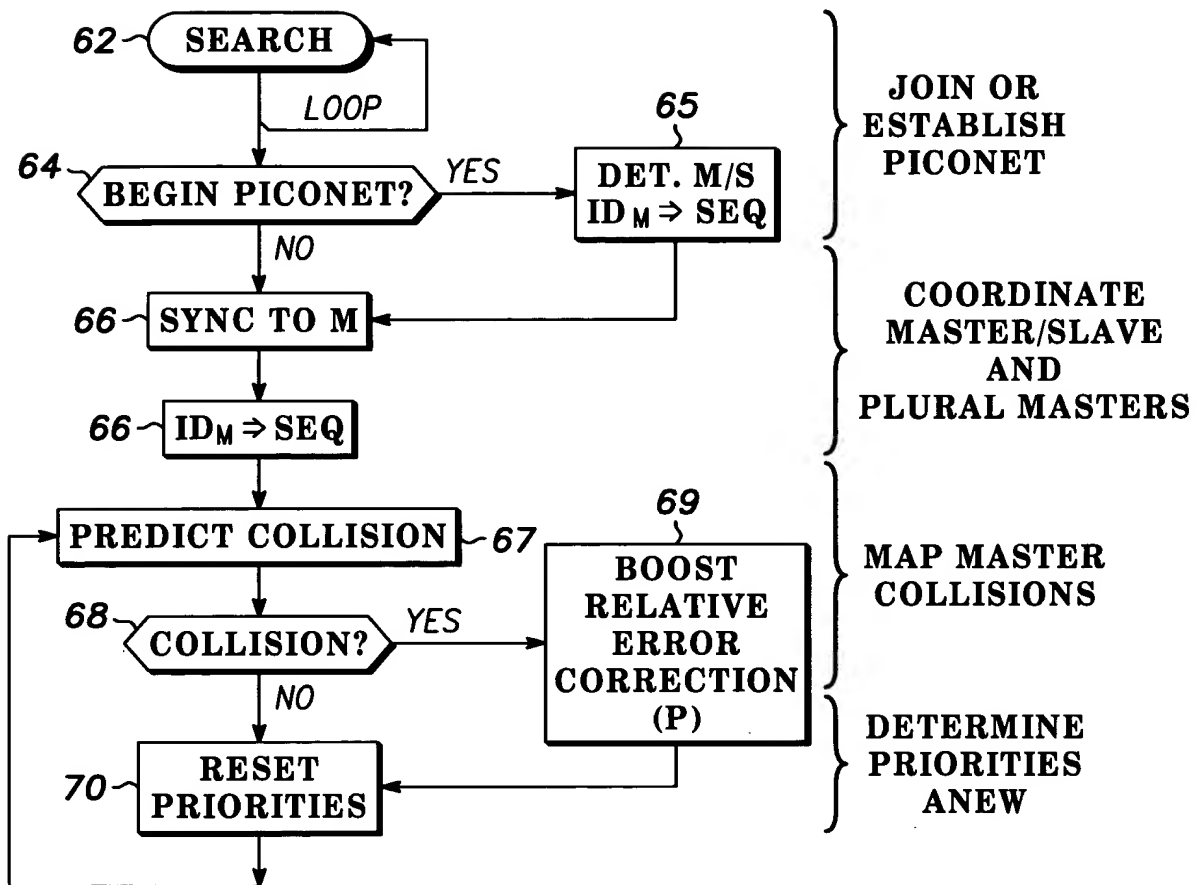 62
SEARCH
LOOP
JOIN OR
ESTABLISH
PICONET
64
BEGIN PICONET?
YES
65
DET. M/S
IDM ⇒ SEQ
NO
66
SYNC TO M
COORDINATE
MASTER/SLAVE
AND
PLURAL MASTERS
66
IDM ⇒ SEQ
PREDICT COLLISION
67
69
BOOST
RELATIVE
ERROR
CORRECTION
(P)
MAP MASTER
COLLISIONS
68
COLLISION?
YES
NO
70
RESET
PRIORITIES
DETERMINE
PRIORITIES
ANEW